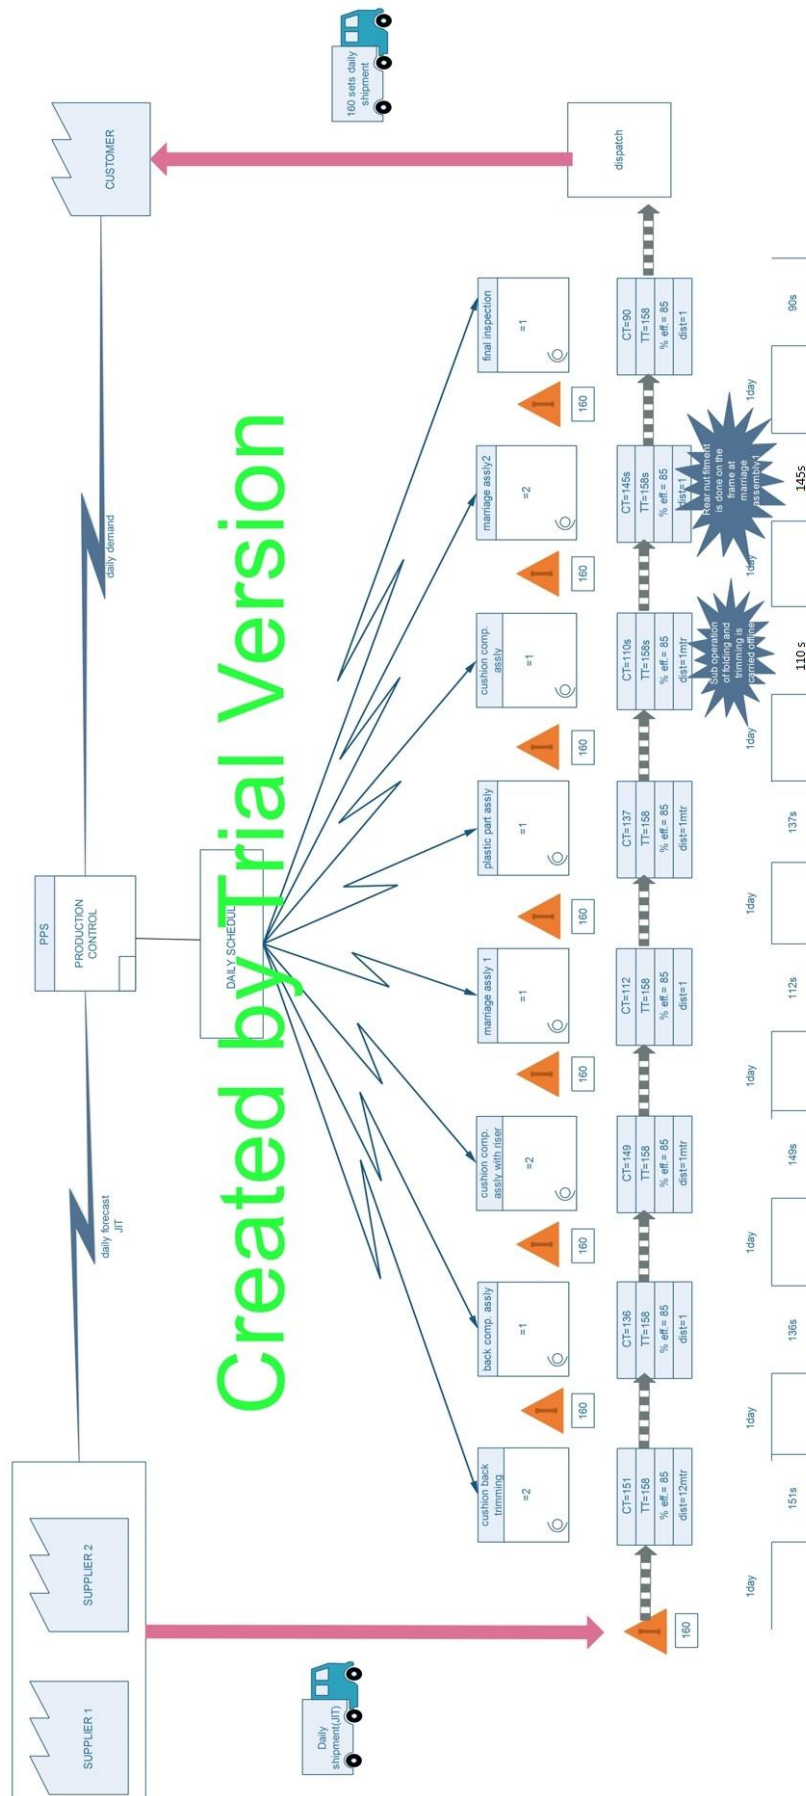 SUPPLIER 1
SUPPLIER 2
daily forecast
JIT
PPS
PRODUCTION
CONTROL
daily demand
CUSTOMER
Daily
shipment(JIT)
DAILY SCHEDUL
Created by Trial Version
160 sets daily
shipment
cushion back
trimming
=2
back comp. assly
=1
cushion comp.
assly with riser
=2
marriage assly 1
=1
plastic part assly
=1
cushion comp.
assly
=1
marriage assly2
=2
final inspection
=1
dispatch
I
160
I
160
I
160
I
160
I
160
I
160
I
160
I
160
CT=151
TT=158
% eff.= 85
dist=12mtr
CT=136
TT=158
% eff.= 85
dist=1
CT=149
TT=158
% eff.= 85
dist=1mtr
CT=112
TT=158
% eff.= 85
dist=1
CT=137
TT=158
% eff.= 85
dist=1mtr
CT=110s
TT=158s
% eff.= 85
dist=1mtr
CT=145s
TT=158s
% eff.= 85
dist=1
CT=90
TT=158
% eff.= 85
dist=1
Sub operation
of folding and
trimming is
carried offline
Rear nut fitment
is done on the
frame at
marriage
assembly 1
1day
151s
1day
136s
1day
149s
1day
112s
1day
137s
1day
110 s
1day
145s
1day
90s